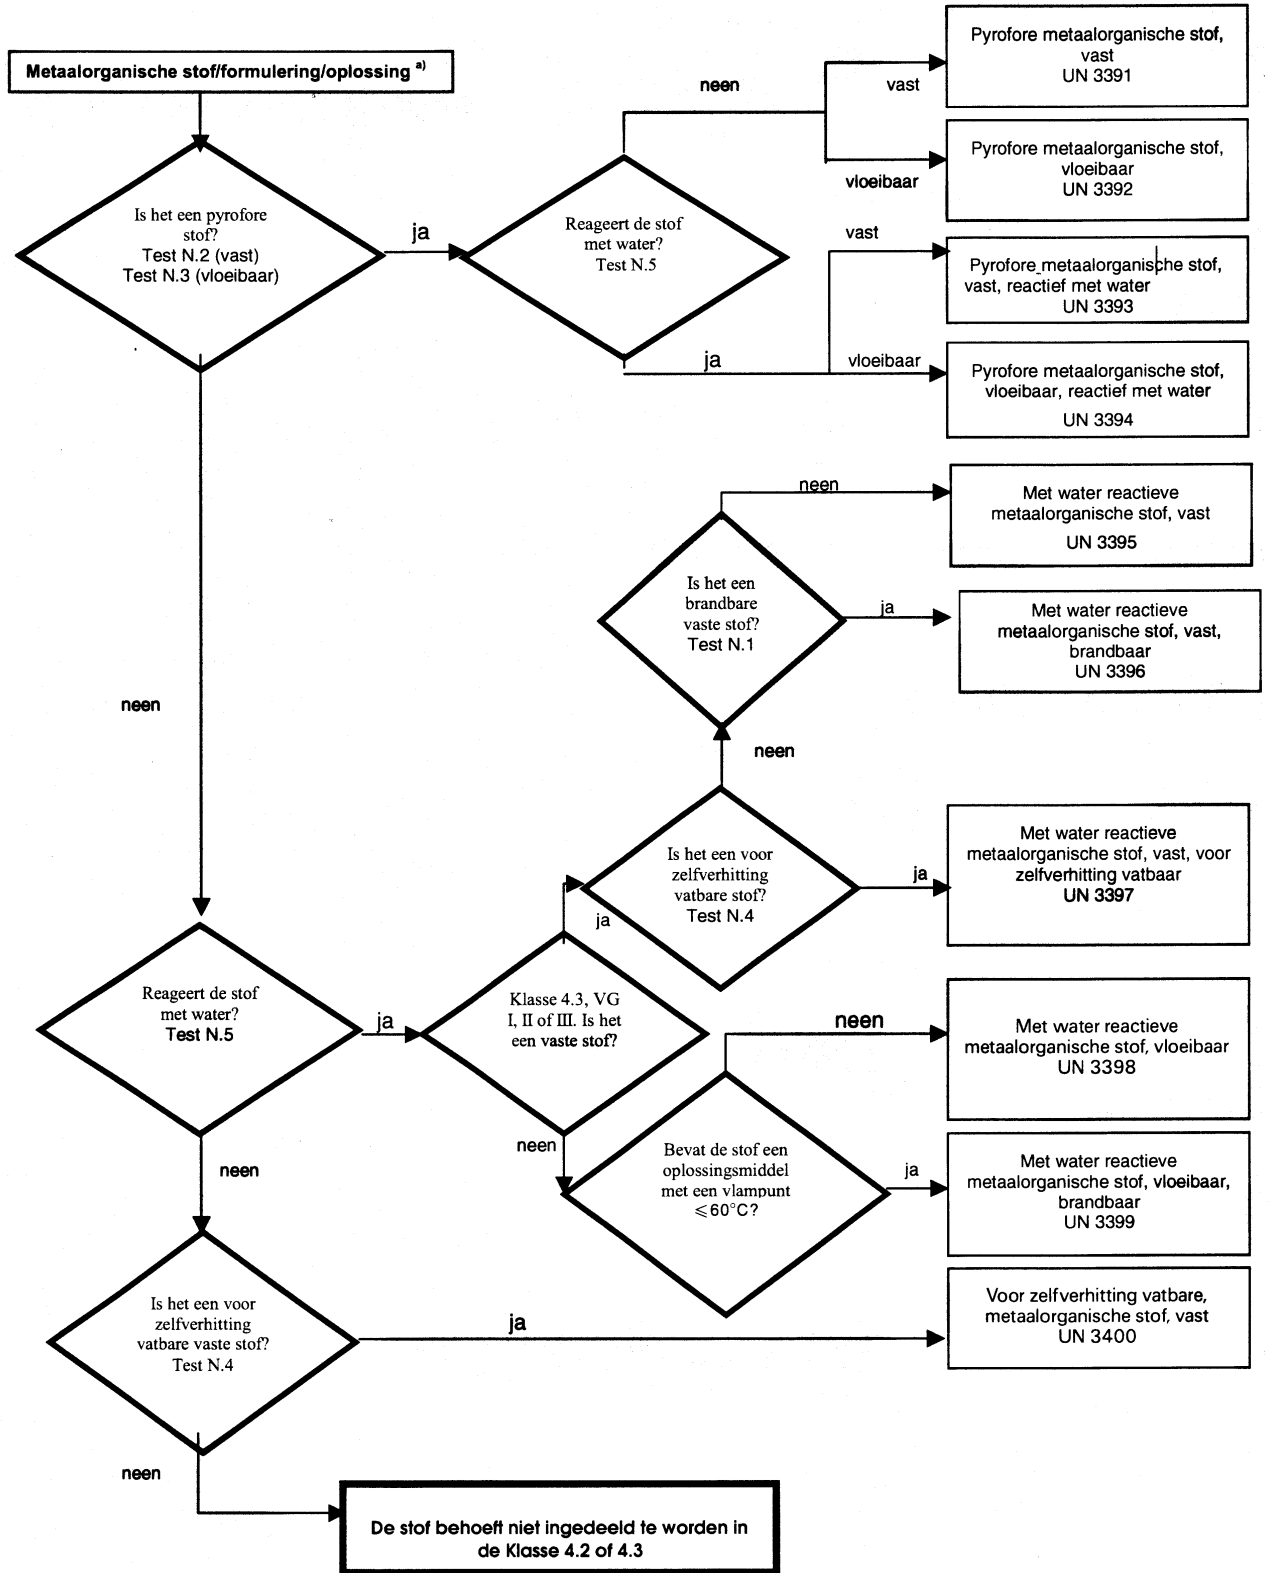 Metaalorganische stof/formulering/oplossing a)
Is het een pyrofore
stof?
Test N.2 (vast)
Test N.3 (vloeibaar)
ja
Reageert de stof
met water?
Test N.5
neen
vast
Pyrofore metaalorganische stof,
vast
UN 3391
vloeibaar
Pyrofore metaalorganische stof,
vloeibaar
UN 3392
ja
vast
Pyrofore metaalorganische stof,
vast, reactief met water
UN 3393
vloeibaar
Pyrofore metaalorganische stof,
vloeibaar, reactief met water
UN 3394
neen
Met water reactieve
metaalorganische stof, vast
UN 3395
Is het een
brandbare
vaste stof?
Test N.1
ja
Met water reactieve
metaalorganische stof, vast,
brandbaar
UN 3396
neen
neen
Is het een voor
zelfverhitting
vatbare stof?
Test N.4
ja
Met water reactieve
metaalorganische stof, vast, voor
zelfverhitting vatbaar
UN 3397
ja
Reageert de stof
met water?
Test N.5
ja
Klasse 4.3, VG
I, II of III. Is het
een vaste stof?
neen
Met water reactieve
metaalorganische stof, vloeibaar
UN 3398
neen
Bevat de stof een
oplossingsmiddel
met een vlampunt
⩽60°C?
ja
Met water reactieve
metaalorganische stof, vloeibaar,
brandbaar
UN 3399
neen
Is het een voor
zelfverhitting
vatbare vaste stof?
Test N.4
ja
Voor zelfverhitting vatbare,
metaalorganische stof, vast
UN 3400
neen
De stof behoeft niet ingedeeld te worden in
de Klasse 4.2 of 4.3